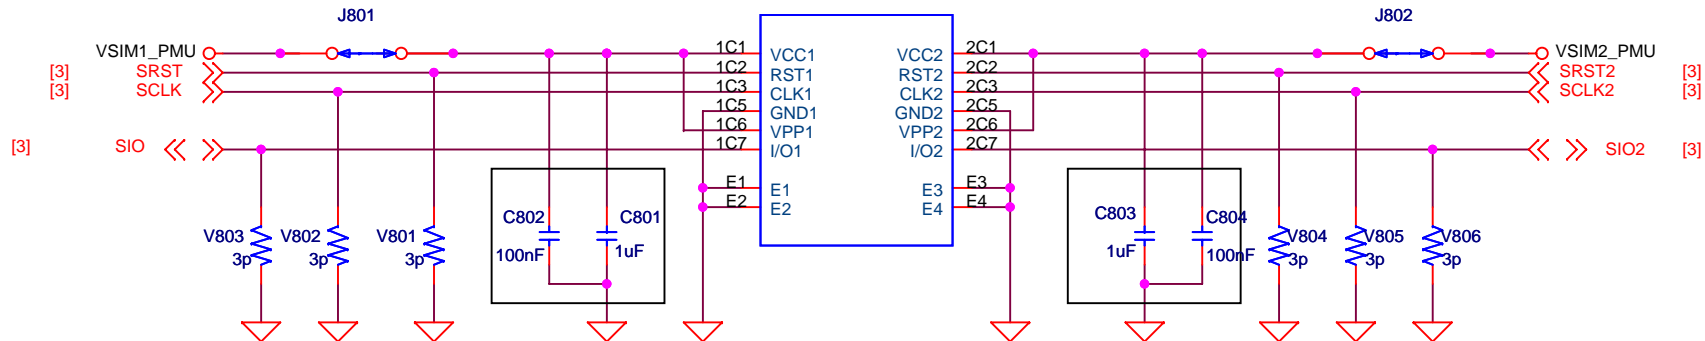 J801 J802
VSIM1_PMU 1C1 VCC1 VCC2 2C1 VSIM2_PMU
[3] SRST 1C2 RST1 RST2 2C2 SRST2 [3]
[3] SCLK 1C3 CLK1 CLK2 2C3 SCLK2 [3]
1C5 GND1 GND2 2C5
1C6 VPP1 VPP2 2C6
[3] SIO 1C7 I/O1 I/O2 2C7 SIO2 [3]
E1 E1 E3 E3
E2 E2 E4 E4
C802 C801 C803 C804
V803 V802 V801 V804 V805 V806
100nF 1uF 1uF 100nF
3p 3p 3p 3p 3p 3p